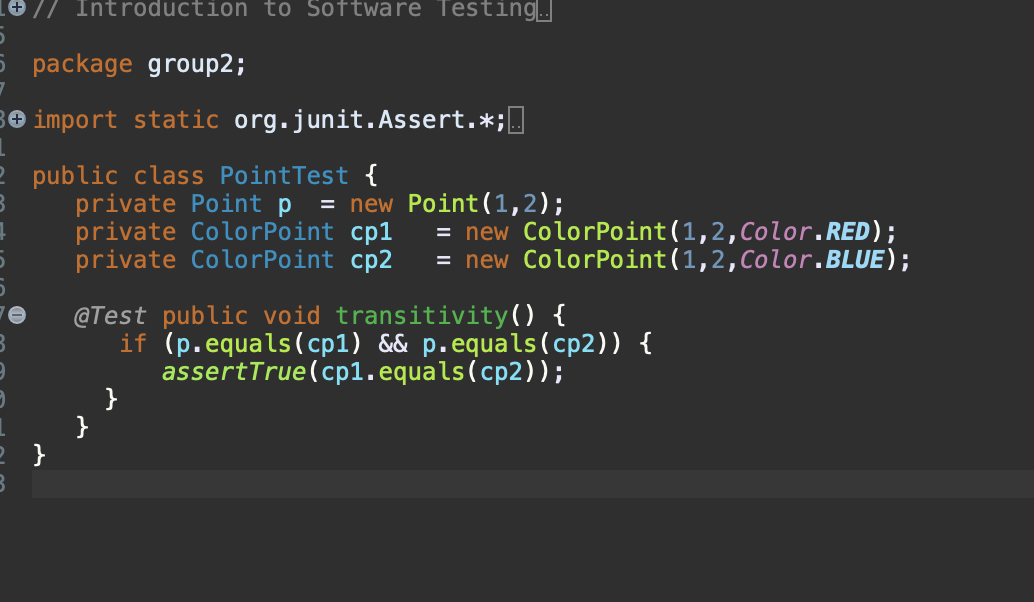 // Introduction to Software Testing..
package group2;
import static org.junit.Assert.*;..
public class PointTest {
private Point p  = new Point(1,2);
private ColorPoint cp1   = new ColorPoint(1,2,Color.RED);
private ColorPoint cp2   = new ColorPoint(1,2,Color.BLUE);
@Test public void transitivity() {
if (p.equals(cp1) && p.equals(cp2)) {
assertTrue(cp1.equals(cp2));
}
}
}